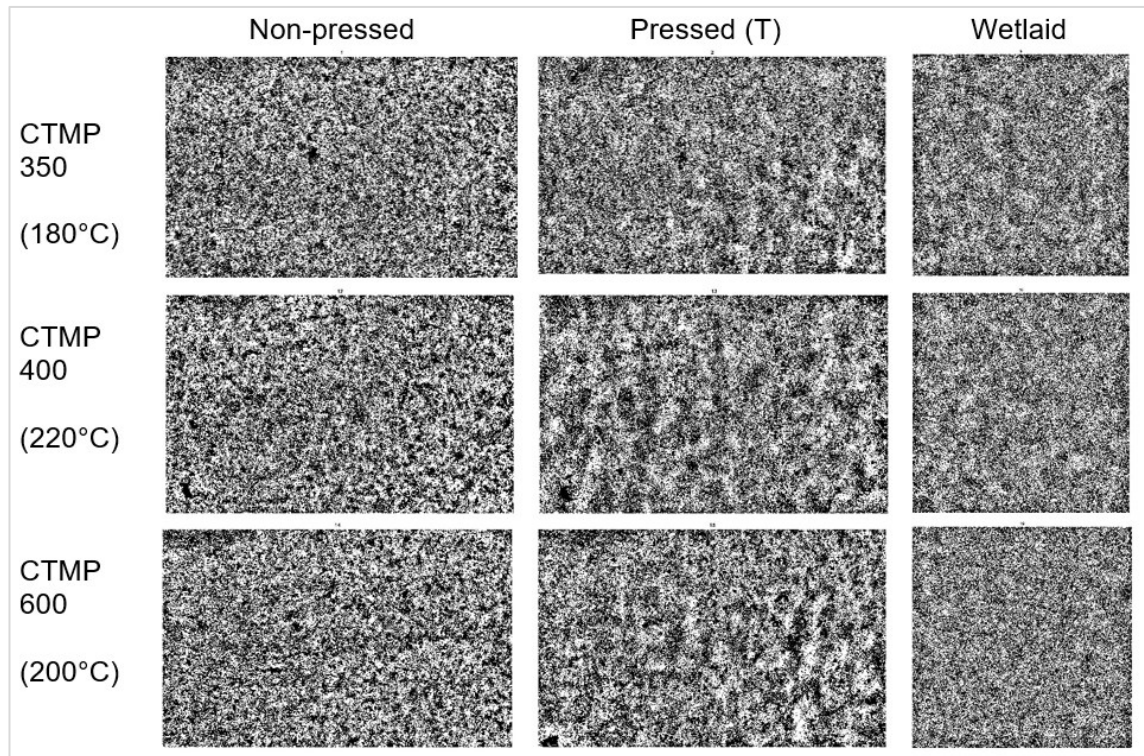 Non-pressed
Pressed (T)
Wetlaid
CTMP
350
(180°C)
CTMP
400
(220°C)
CTMP
600
(200°C)